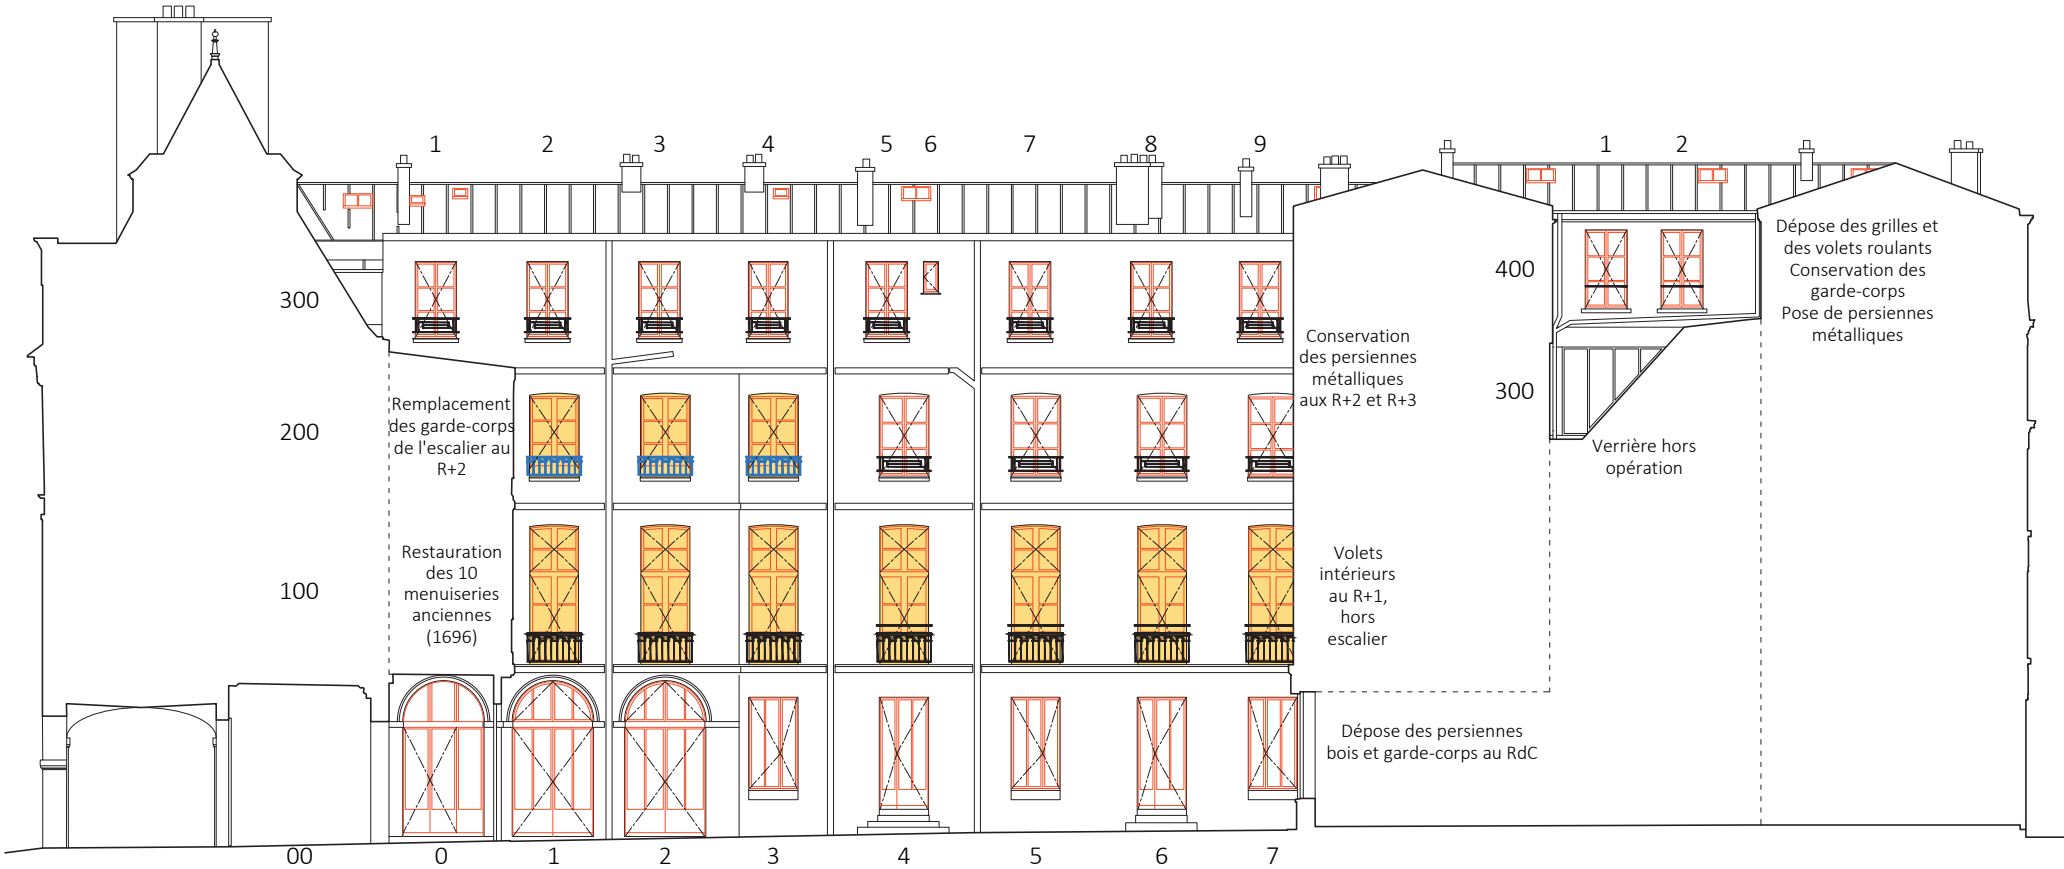 1 2 3 4 5 6 7 8 9 1 2
300
200
100
400
300
Remplacement
des garde-corps
de l'escalier au
R+2
Restauration
des 10
menuiseries
anciennes
(1696)
Conservation
des persiennes
métalliques
aux R+2 et R+3
Volets
intérieurs
au R+1,
hors
escalier
Dépose des persiennes
bois et garde-corps au RdC
Verrière hors
opération
Dépose des grilles et
des volets roulants
Conservation des
garde-corps
Pose de persiennes
métalliques
00 0 1 2 3 4 5 6 7